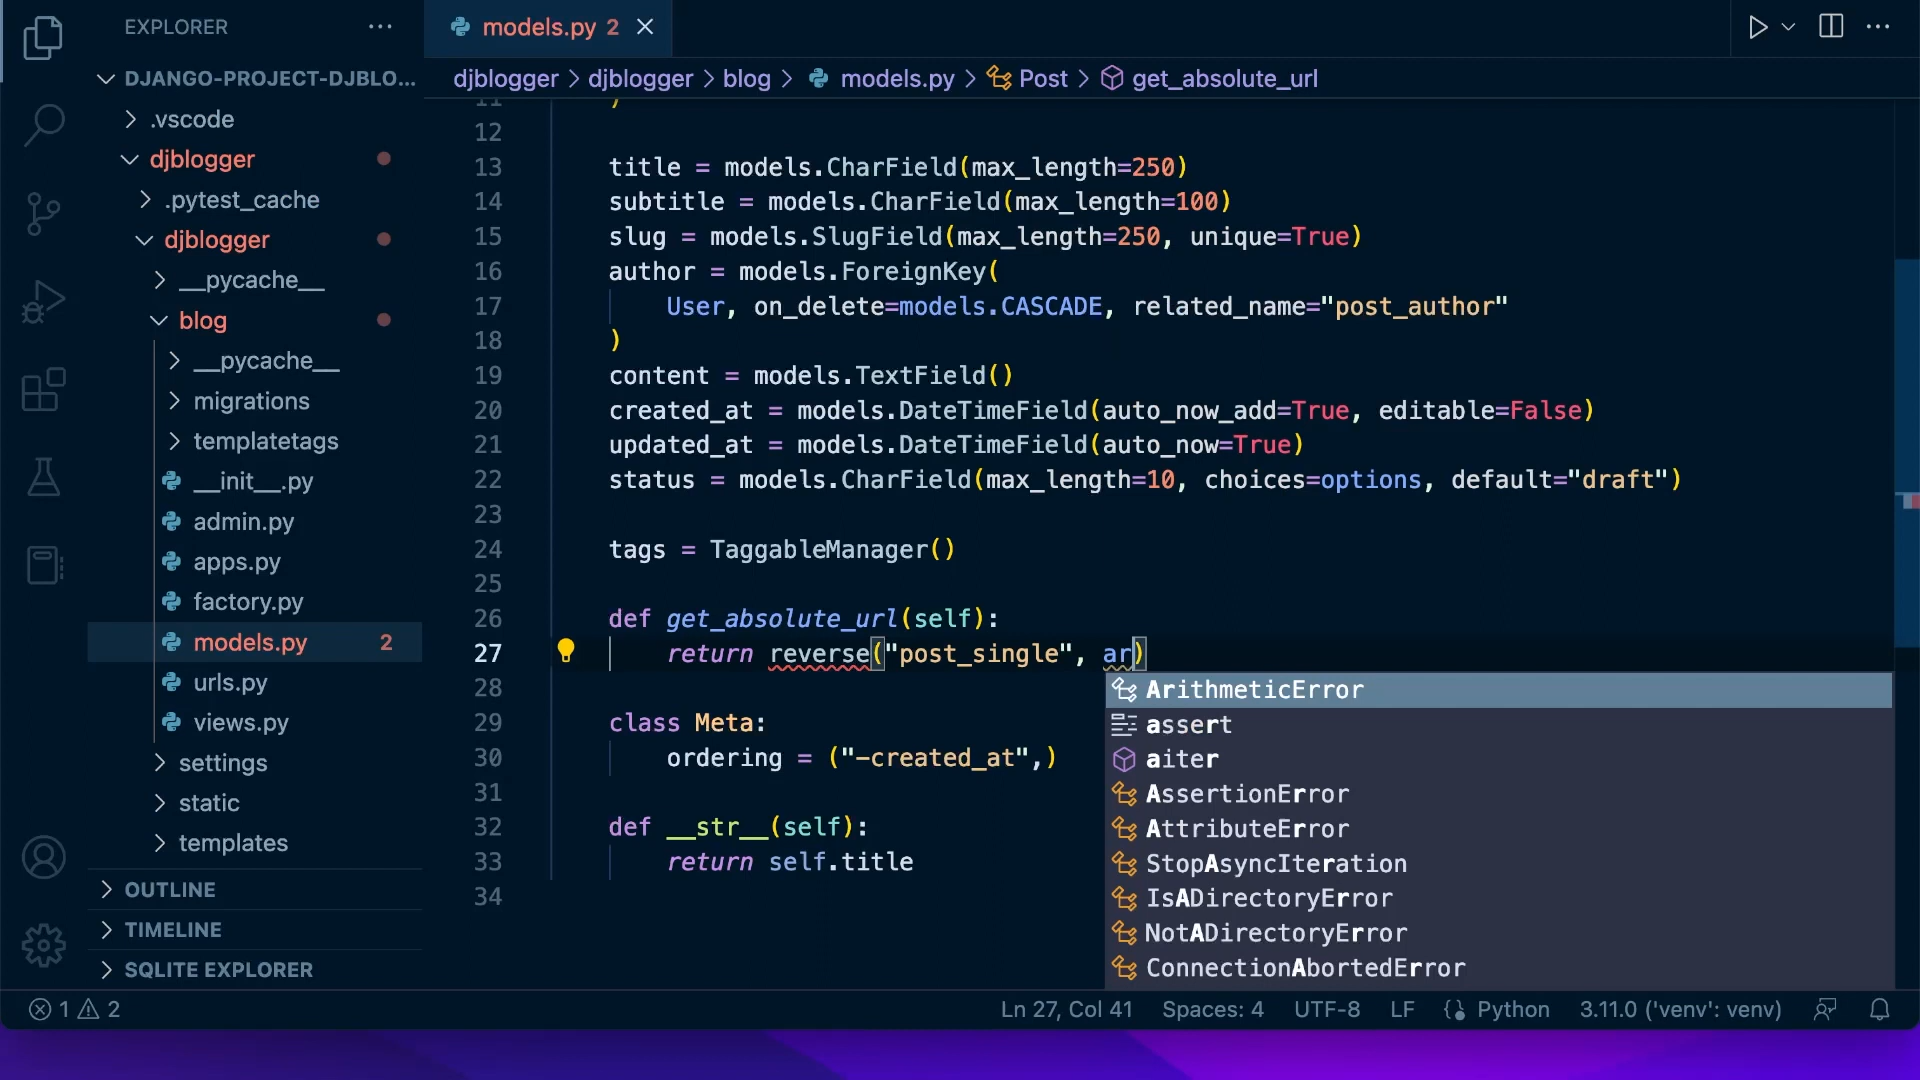 EXPLORER
models.py 2
DJANGO-PROJECT-DJBLO...
djblogger > djblogger > blog > models.py > Post > get_absolute_url
.vscode
djblogger
.pytest_cache
djblogger
__pycache__
blog
__pycache__
migrations
templatetags
__init__.py
admin.py
apps.py
factory.py
models.py 2
urls.py
views.py
settings
static
templates
OUTLINE
TIMELINE
SQLITE EXPLORER
11 )
12
13 title = models.CharField(max_length=250)
14 subtitle = models.CharField(max_length=100)
15 slug = models.SlugField(max_length=250, unique=True)
16 author = models.ForeignKey(
17 User, on_delete=models.CASCADE, related_name="post_author"
18 )
19 content = models.TextField()
20 created_at = models.DateTimeField(auto_now_add=True, editable=False)
21 updated_at = models.DateTimeField(auto_now=True)
22 status = models.CharField(max_length=10, choices=options, default="draft")
23
24 tags = TaggableManager()
25
26 def get_absolute_url(self):
27 return reverse("post_single", ar)
28
29 class Meta:
30 ordering = ("-created_at",)
31
32 def __str__(self):
33 return self.title
34
ArithmeticError
assert
aiter
AssertionError
AttributeError
StopAsyncIteration
IsADirectoryError
NotADirectoryError
ConnectionAbortedError
1 2
Ln 27, Col 41 Spaces: 4 UTF-8 LF Python 3.11.0 ('venv': venv)